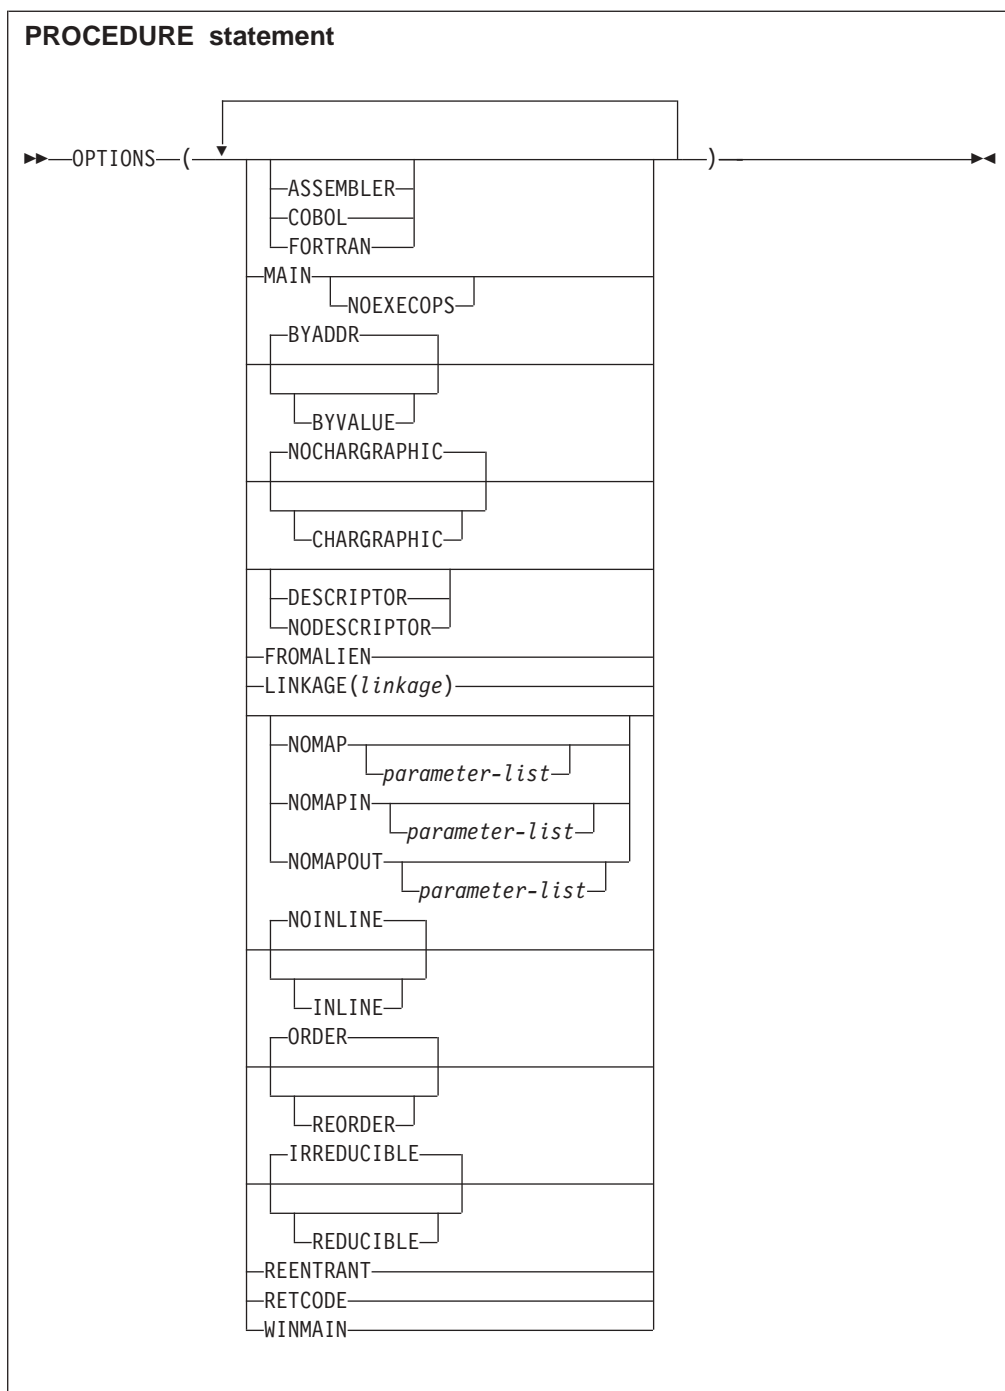 PROCEDURE statement
OPTIONS ( )
ASSEMBLER
COBOL
FORTRAN
MAIN
NOEXECOPS
BYADDR
BYVALUE
NOCHARGRAPHIC
CHARGRAPHIC
DESCRIPTOR
NODESCRIPTOR
FROMALIEN
LINKAGE(linkage)
NOMAP
parameter-list
NOMAPIN
parameter-list
NOMAPOUT
parameter-list
NOINLINE
INLINE
ORDER
REORDER
IRREDUCIBLE
REDUCIBLE
REENTRANT
RETCODE
WINMAIN